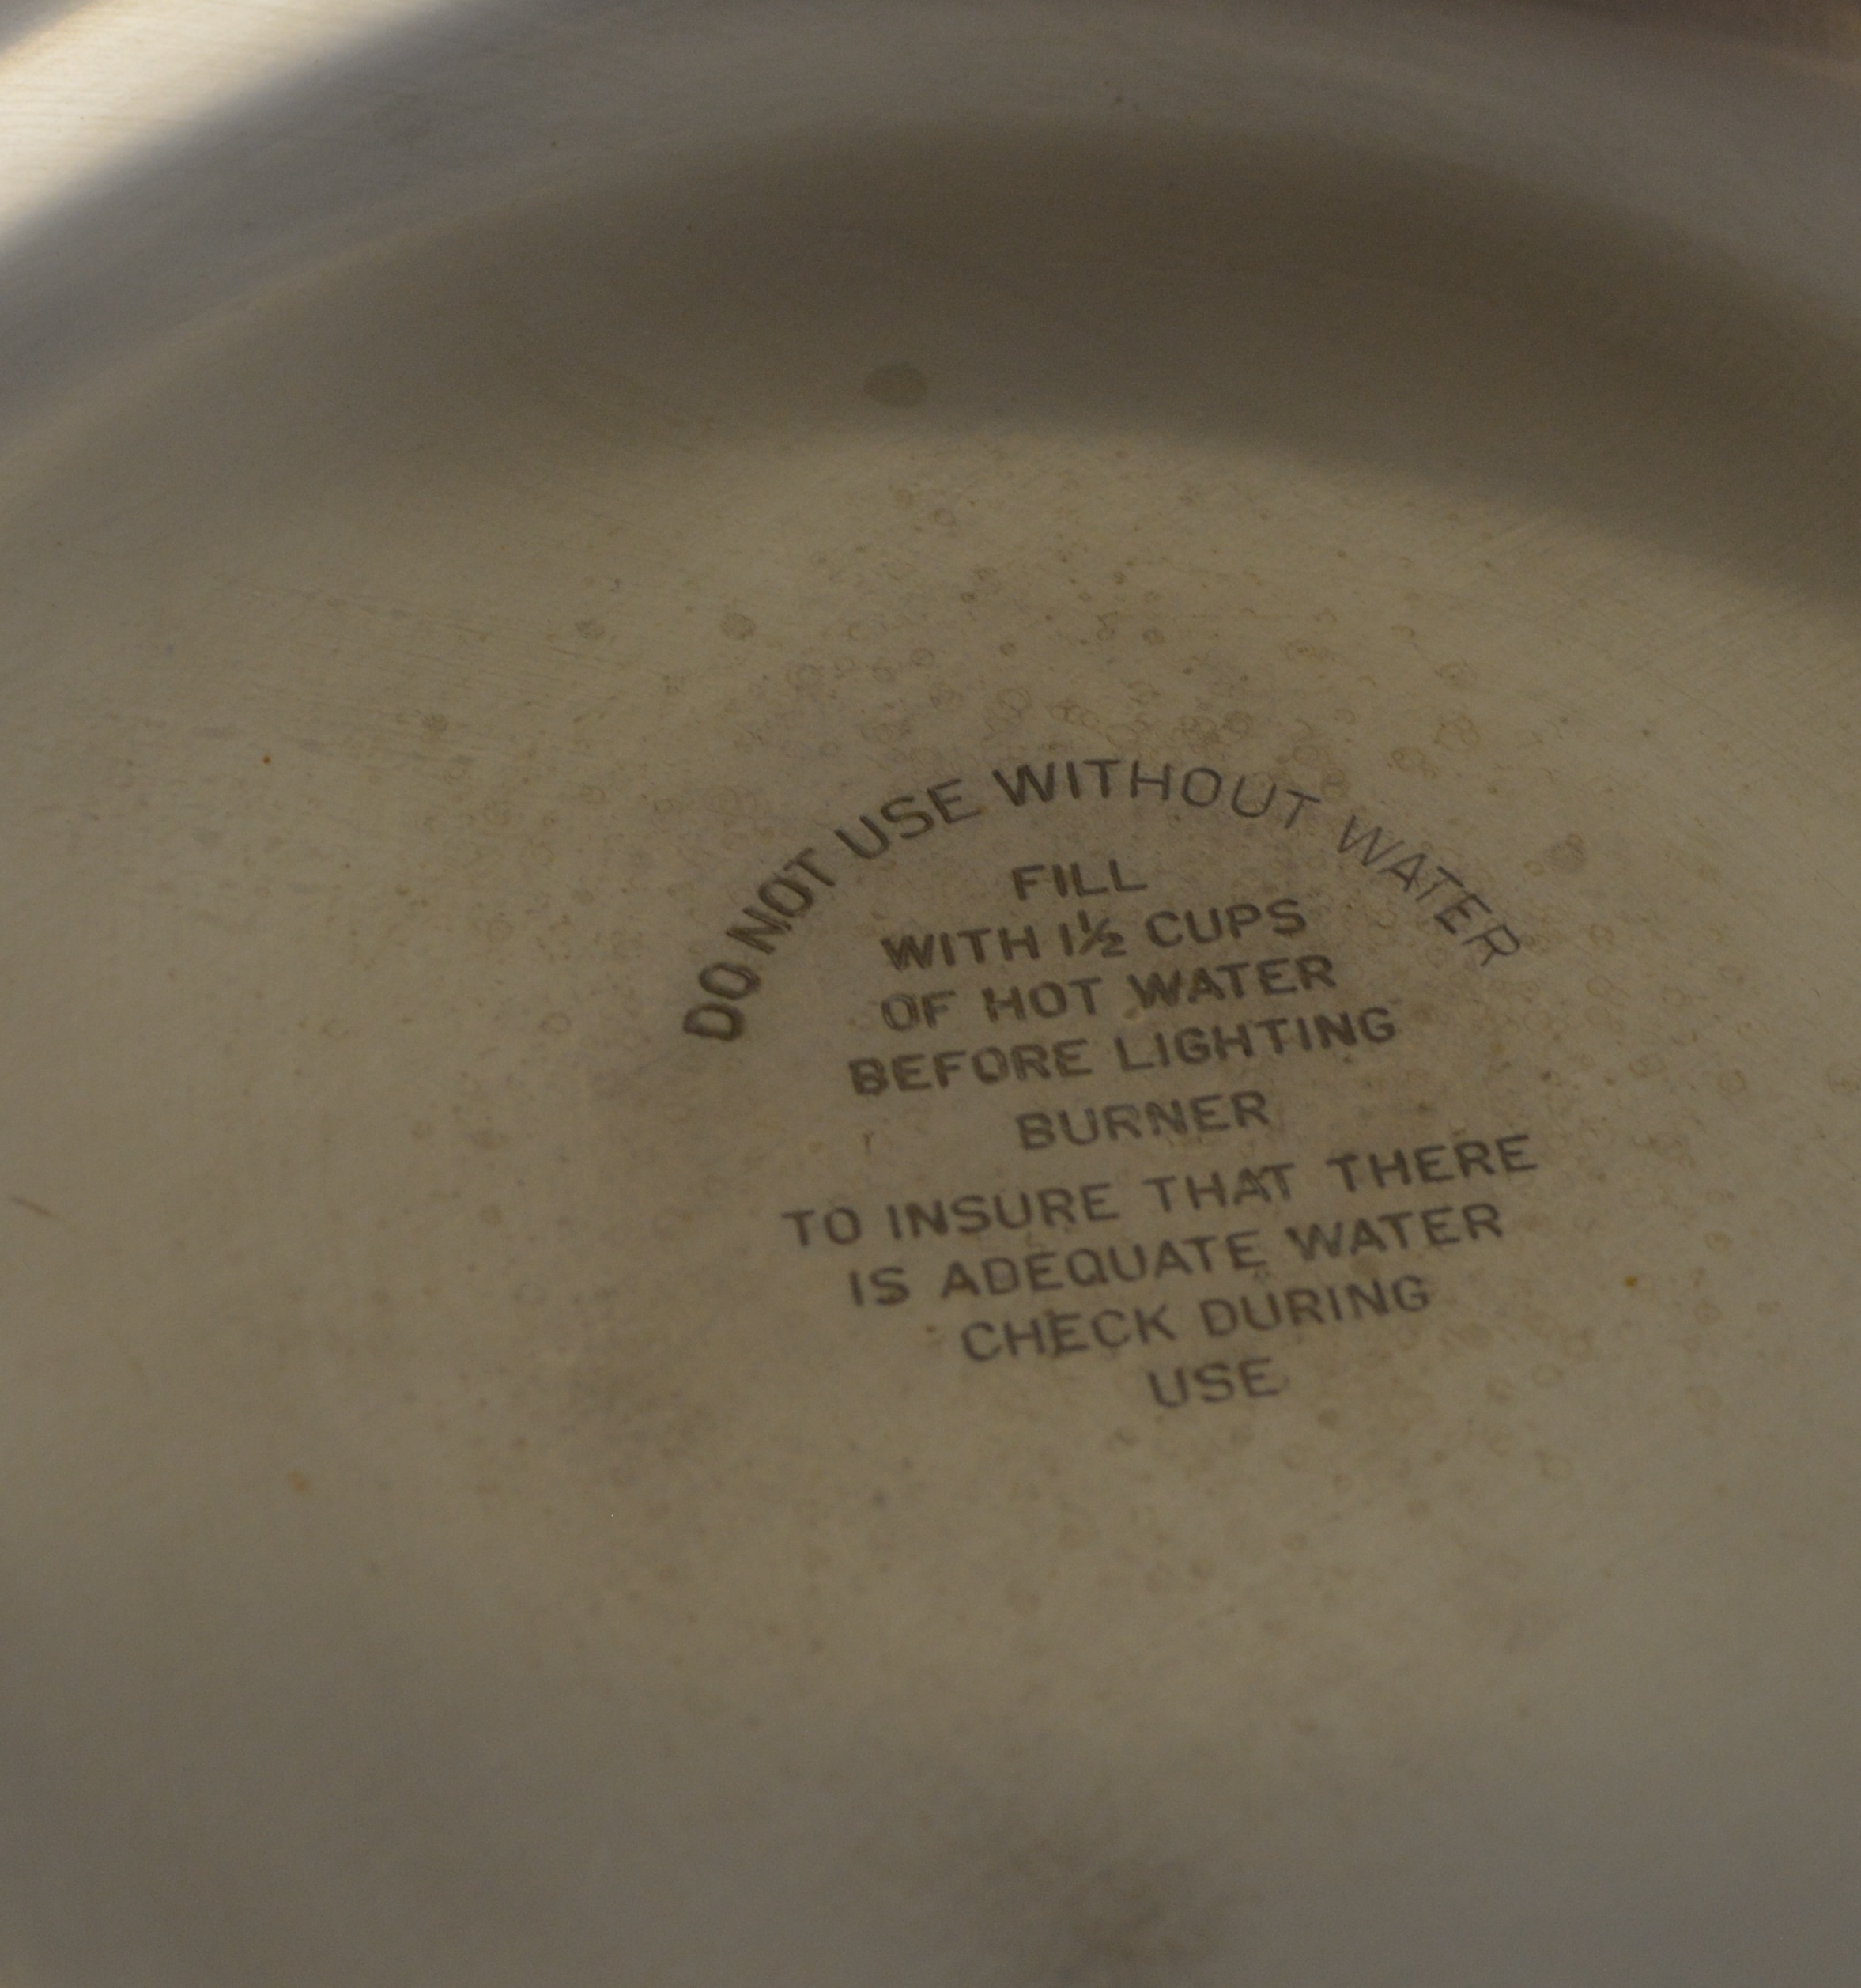 DO NOT USE WITHOUT WATER
FILL
WITH 1½ CUPS
OF HOT WATER
BEFORE LIGHTING
BURNER
TO INSURE THAT THERE
IS ADEQUATE WATER
CHECK DURING
USE